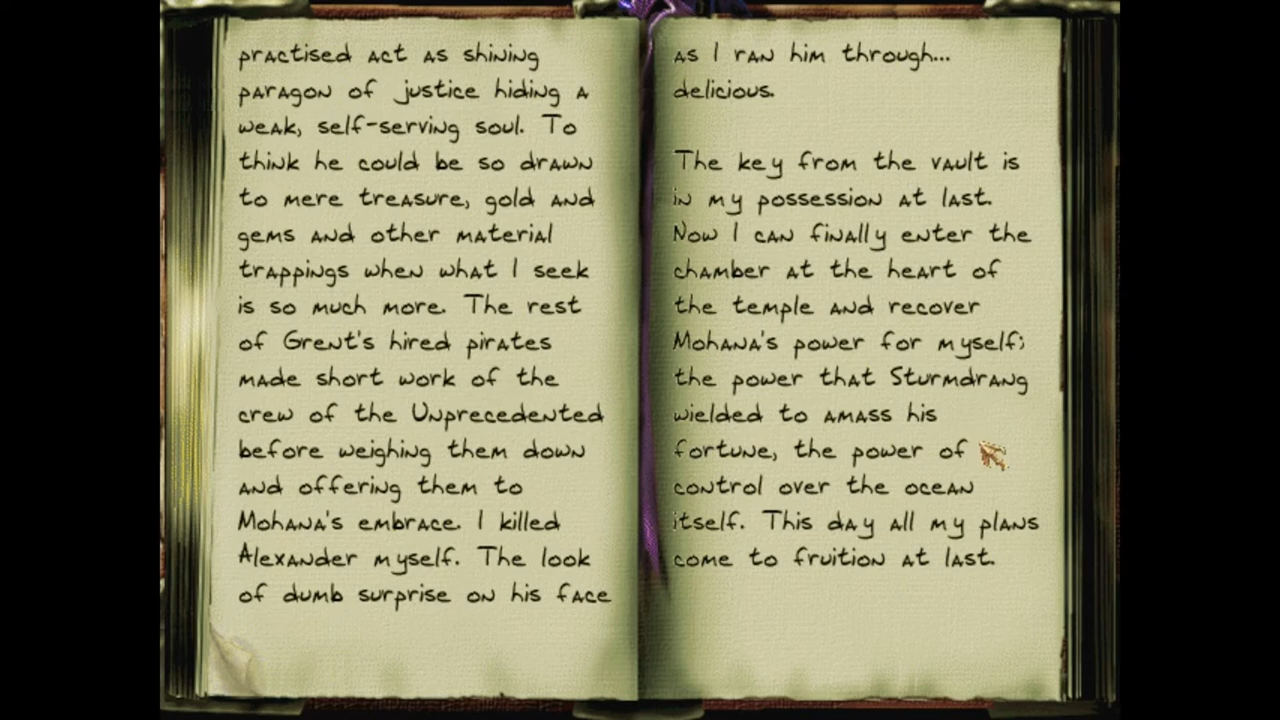 practised act as shining
paragon of justice hiding a
weak, self-serving soul. To
think he could be so drawn
to mere treasure, gold and
gems and other material
trappings when what I seek
is so much more. The rest
of Grent's hired pirates
made short work of the
crew of the Unprecedented
before weighing them down
and offering them to
Mohana's embrace. I killed
Alexander myself. The look
of dumb surprise on his face
as I ran him through...
delicious.
The key from the vault is
in my possession at last.
Now I can finally enter the
chamber at the heart of
the temple and recover
Mohana's power for myself;
the power that Sturmdrang
wielded to amass his
fortune, the power of
control over the ocean
itself. This day all my plans
come to fruition at last.